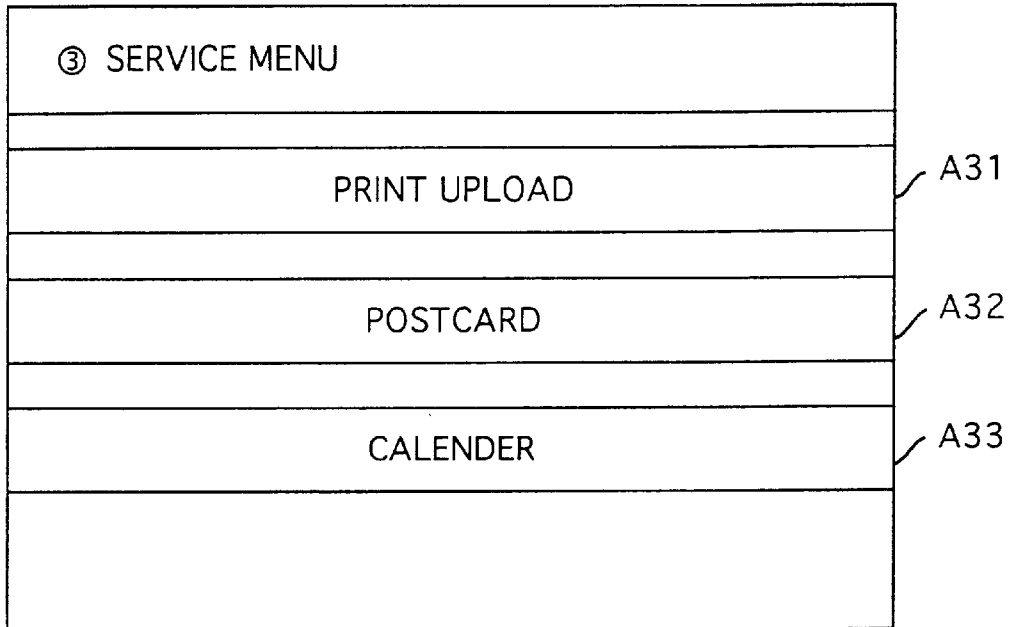 ③ SERVICE MENU
PRINT UPLOAD
A31
POSTCARD
A32
CALENDER
A33